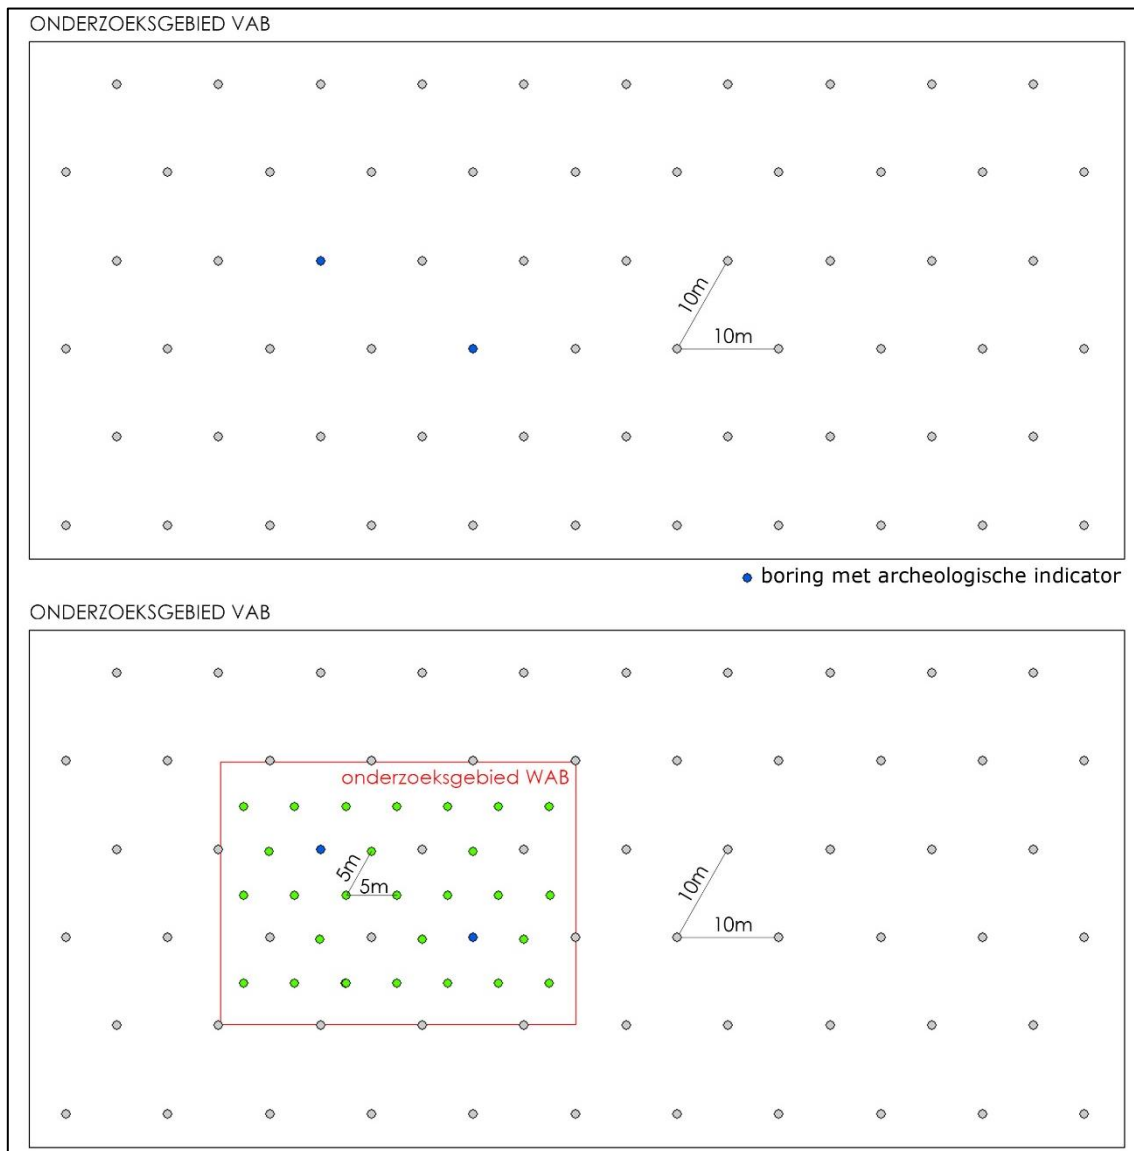 ONDERZOEKSGEBIED VAB
10m
10m
boring met archeologische indicator
ONDERZOEKSGEBIED VAB
onderzoeksgebied WAB
5m
5m
10m
10m